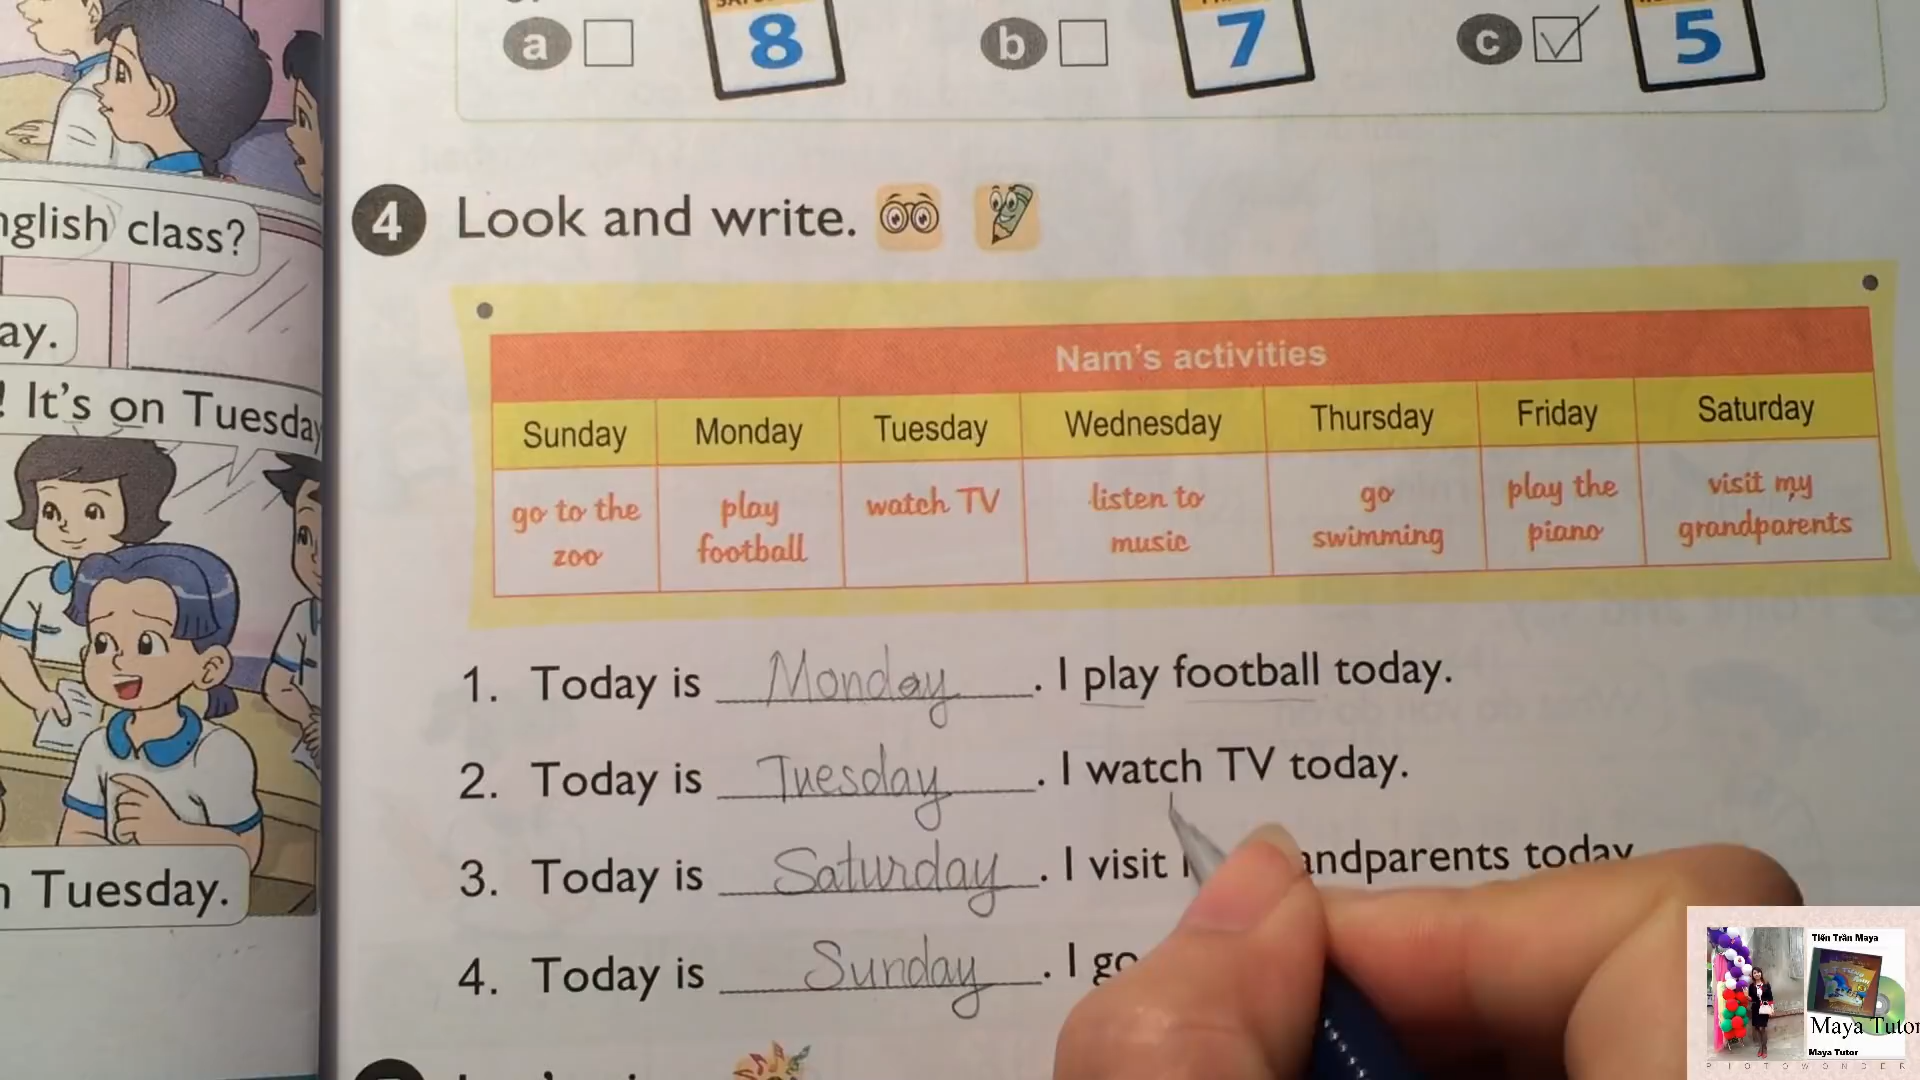 a
8
b
7
c
5
nglish class?
ay.
! It's on Tuesday
n Tuesday.
4 Look and write.
Nam's activities
Sunday Monday Tuesday Wednesday Thursday Friday Saturday
go to the zoo
play football
watch TV
listen to music
go swimming
play the piano
visit my grandparents
1. Today is Monday. I play football today.
2. Today is Tuesday. I watch TV today.
3. Today is Saturday. I visit andparents today
4. Today is Sunday. I go
Tiến Trần Maya
Maya Tutor
Maya Tutor
PHOTOWONDER